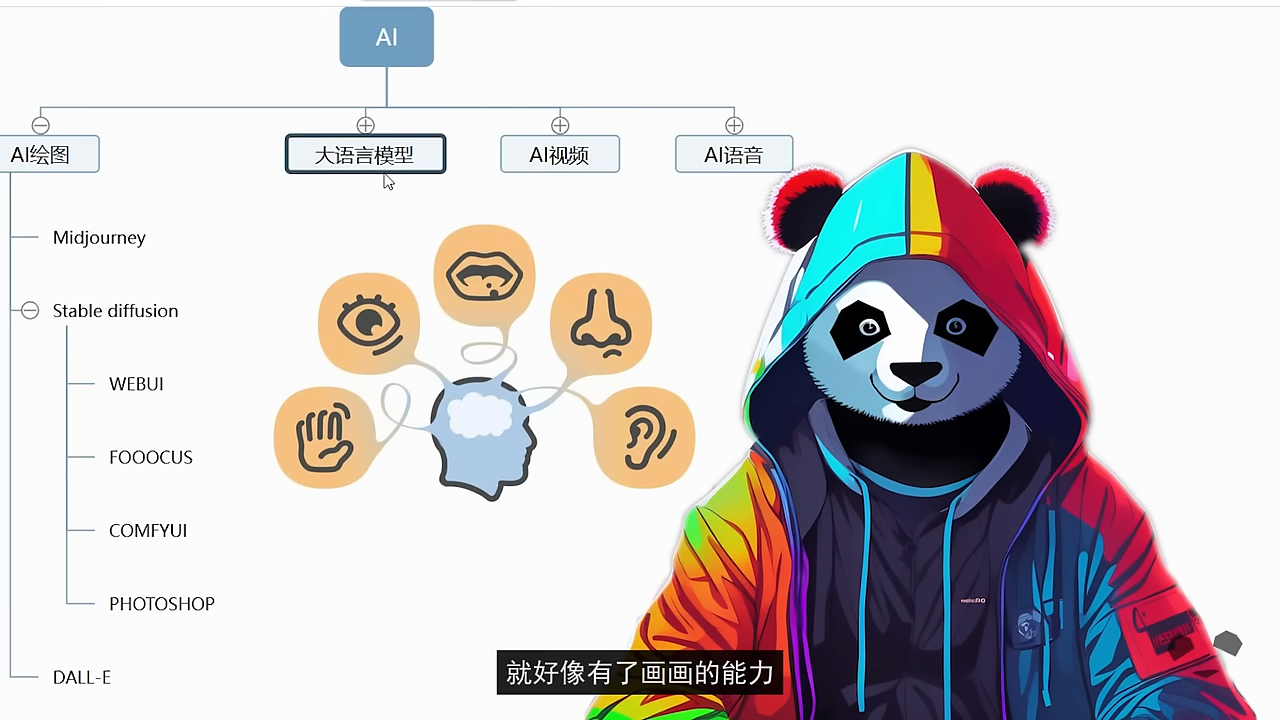 AI
AI绘图
大语言模型
AI视频
AI语音
Midjourney
Stable diffusion
WEBUI
FOOOCUS
COMFYUI
PHOTOSHOP
DALL-E
就好像有了画画的能力